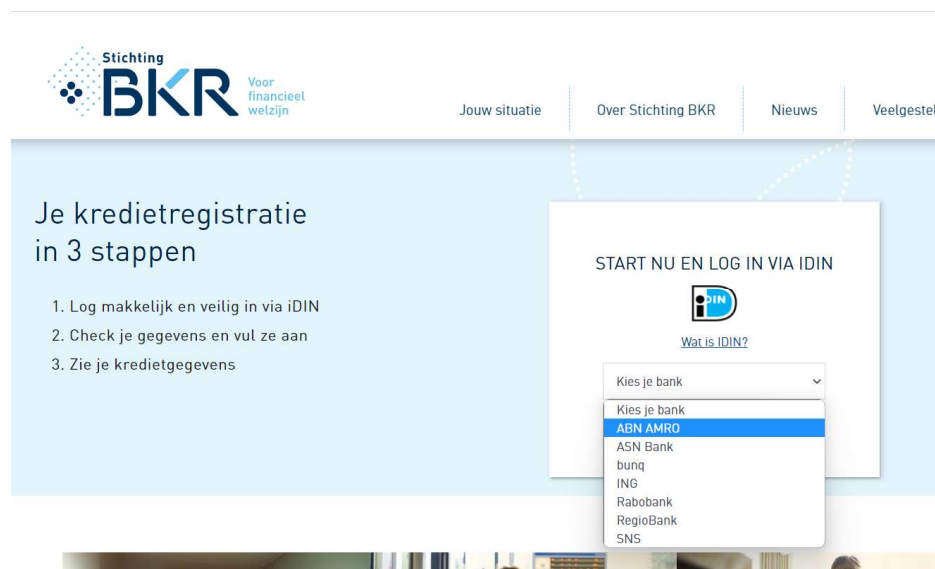 Stichting
BKR
Voor
financieel
welzijn
Jouw situatie
Over Stichting BKR
Nieuws
Veelgestel
Je kredietregistratie
in 3 stappen
1. Log makkelijk en veilig in via iDIN
2. Check je gegevens en vul ze aan
3. Zie je kredietgegevens
START NU EN LOG IN VIA IDIN
iDIN
Wat is IDIN?
Kies je bank
Kies je bank
ABN AMRO
ASN Bank
bunq
ING
Rabobank
RegioBank
SNS